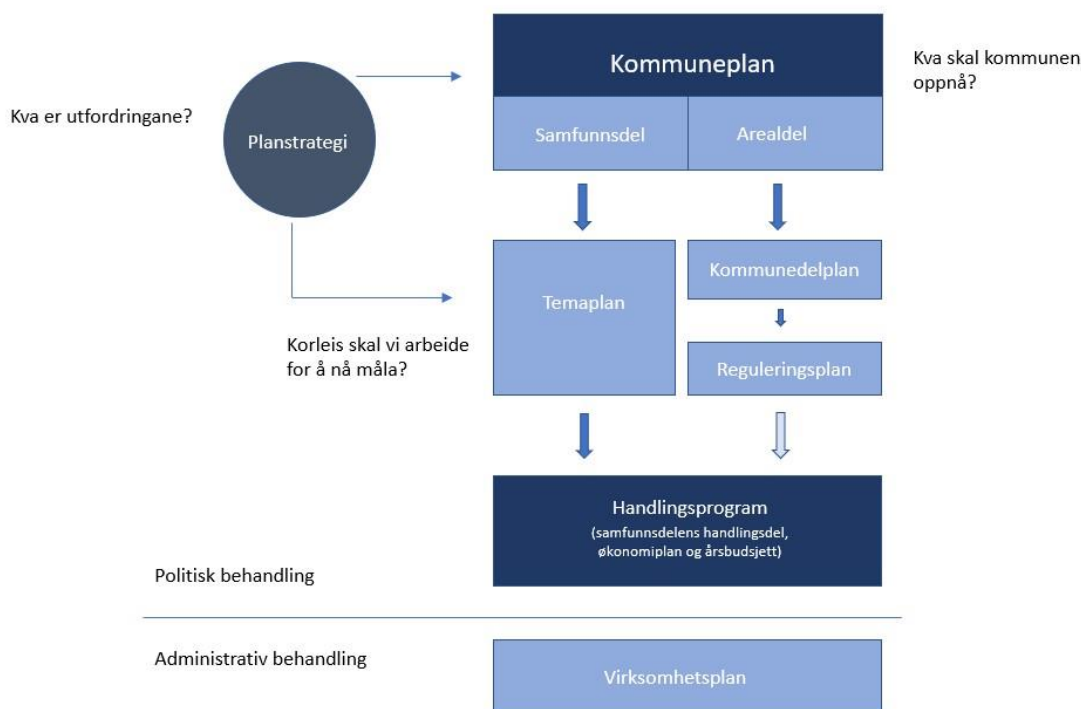 Kommuneplan
Kva skal kommunen
oppnå?
Kva er utfordringane?
Planstrategi
Samfunnsdel
Arealdel
Temaplan
Kommunedelplan
Korleis skal vi arbeide
for å nå måla?
Reguleringsplan
Handlingsprogram
(samfunnsdelens handlingsdel,
økonomiplan og årsbudsjett)
Politisk behandling
Administrativ behandling
Virksomhetsplan